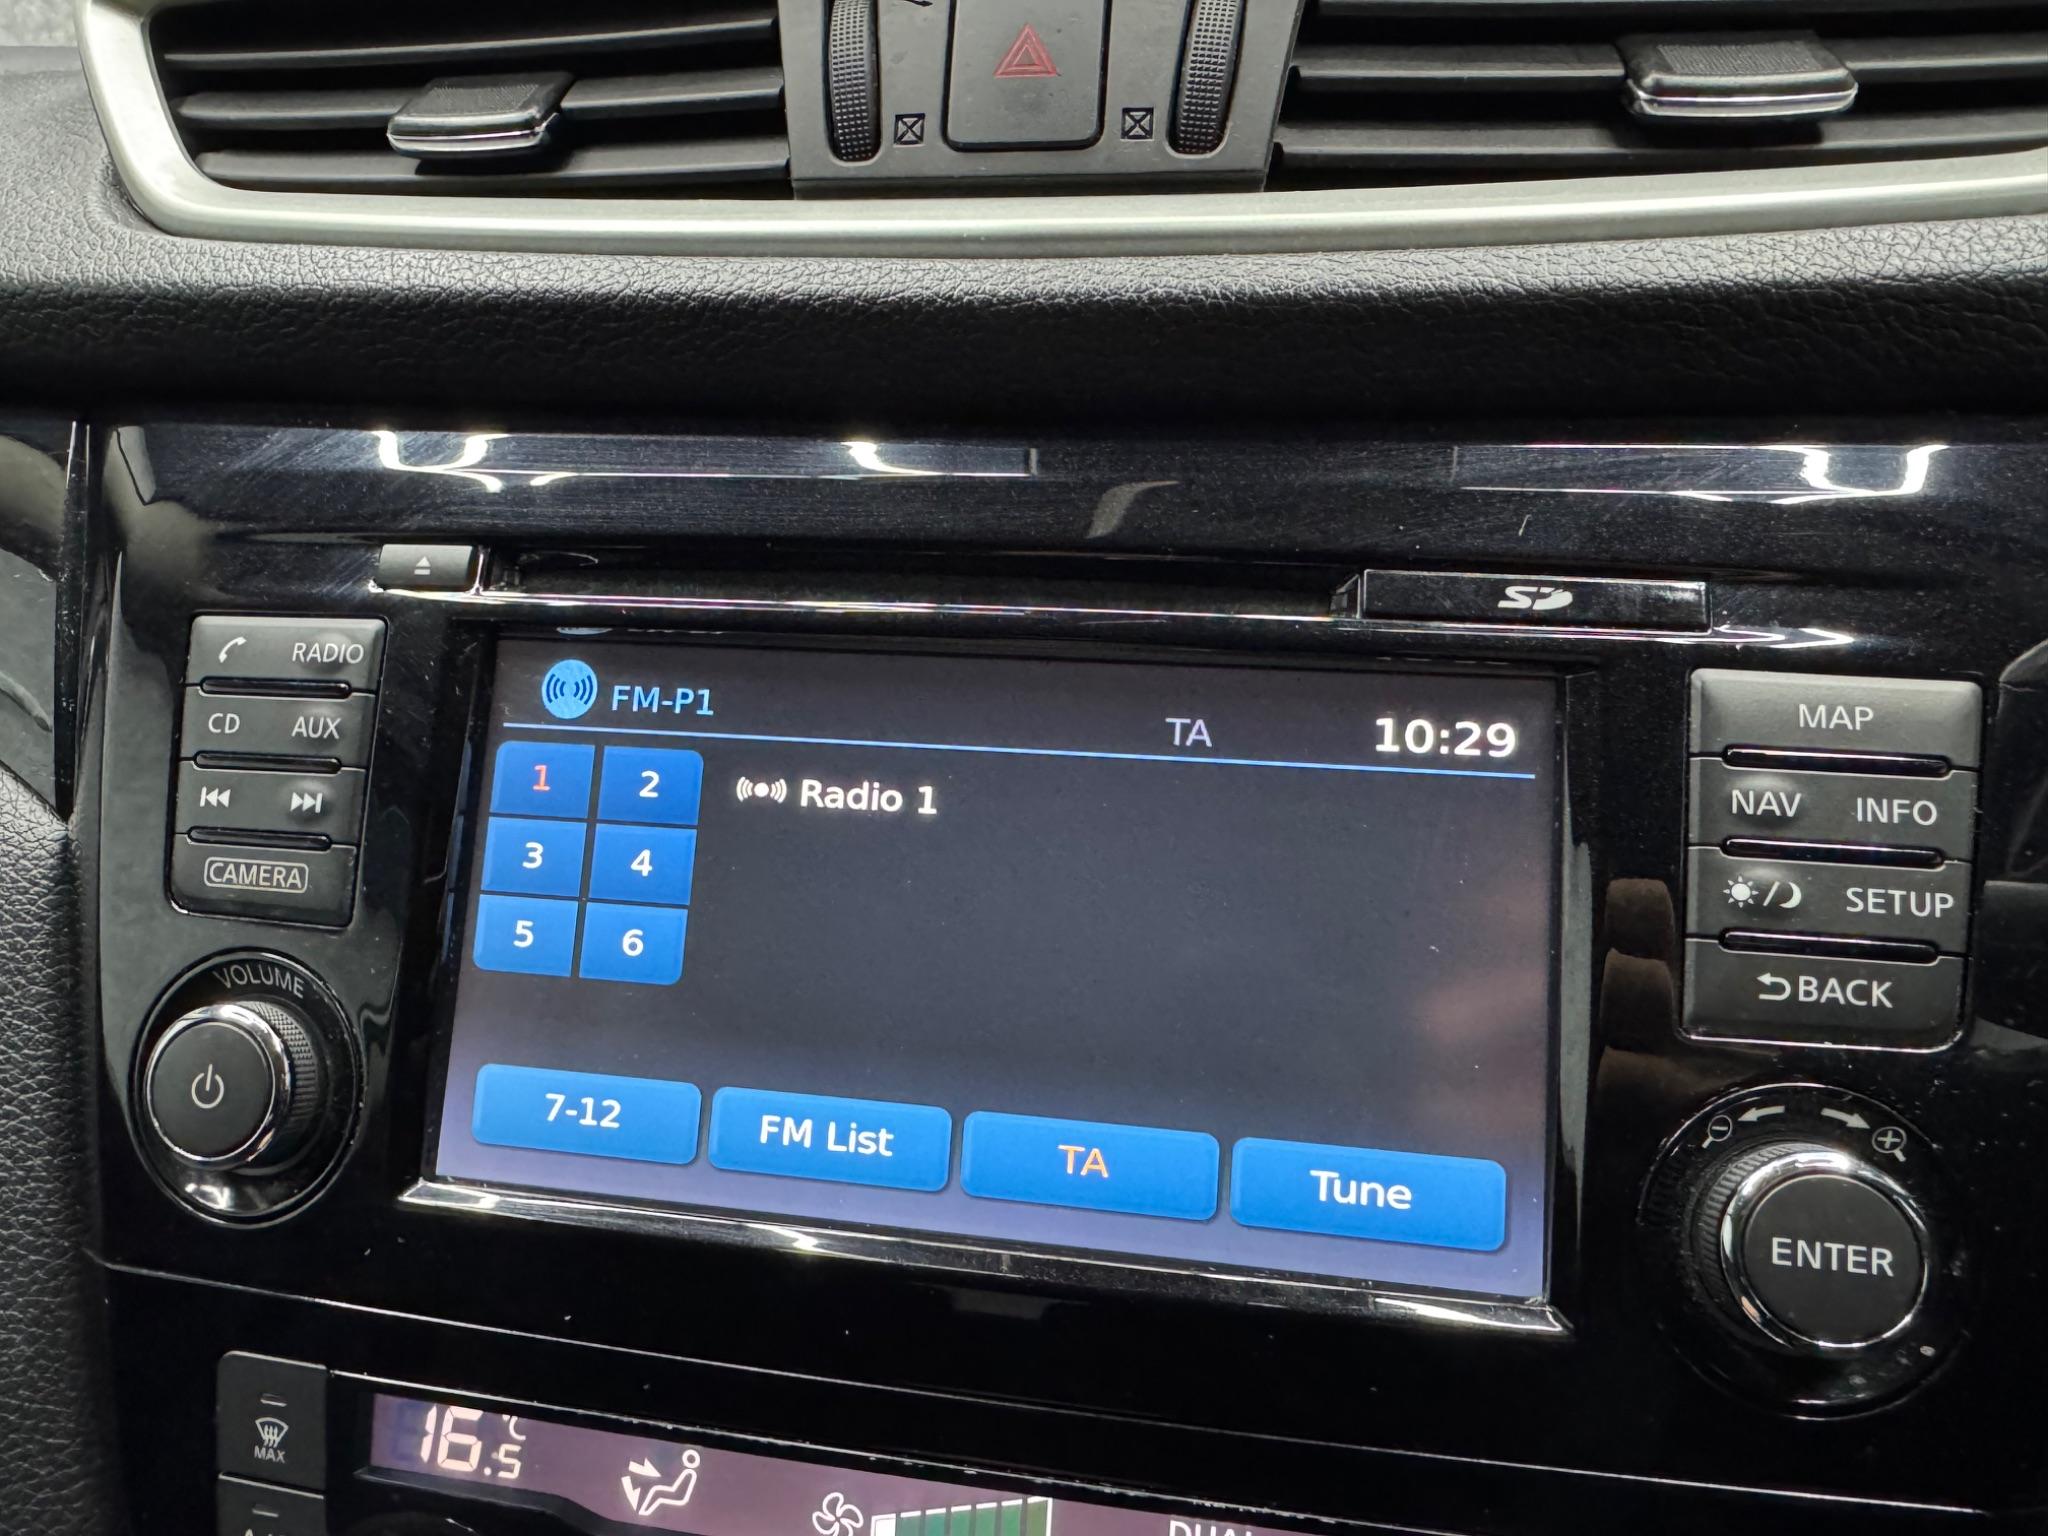 SD
RADIO
CD AUX
CAMERA
VOLUME
FM-P1
TA 10:29
1 2
Radio 1
3 4
5 6
7-12
FM List
TA
Tune
MAP
NAV INFO
SETUP
BACK
ENTER
MAX
16.5 °C